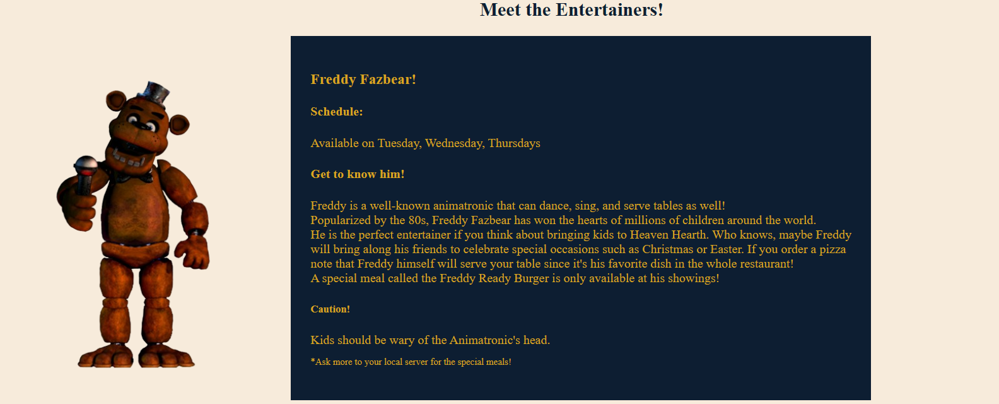 Meet the Entertainers!
Freddy Fazbear!
Schedule:
Available on Tuesday, Wednesday, Thursdays
Get to know him!
Freddy is a well-known animatronic that can dance, sing, and serve tables as well!
Popularized by the 80s, Freddy Fazbear has won the hearts of millions of children around the world.
He is the perfect entertainer if you think about bringing kids to Heaven Hearth. Who knows, maybe Freddy
will bring along his friends to celebrate special occasions such as Christmas or Easter. If you order a pizza
note that Freddy himself will serve your table since it's his favorite dish in the whole restaurant!
A special meal called the Freddy Ready Burger is only available at his showings!
Caution!
Kids should be wary of the Animatronic's head.
*Ask more to your local server for the special meals!